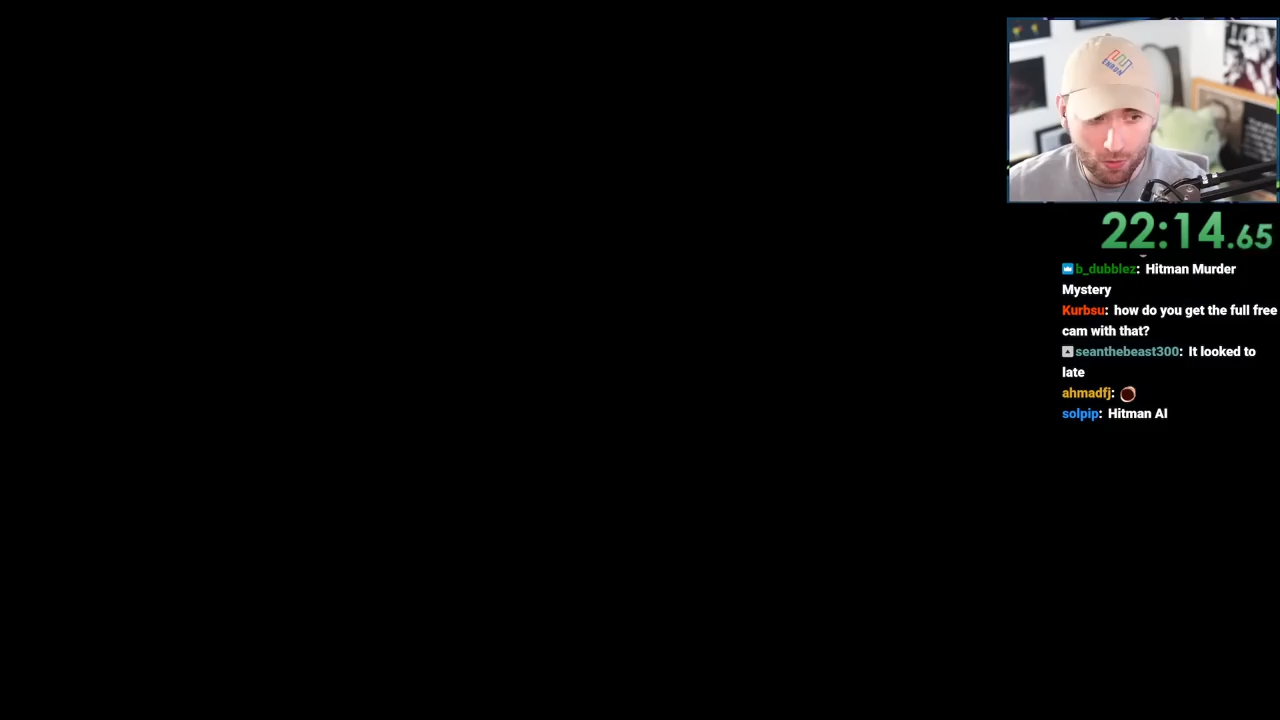 ENRON
22:14.65
b_dubblez: Hitman Murder
Mystery
Kurbsu: how do you get the full free
cam with that?
seanthebeast300: It looked to
late
ahmadfj:
solpip: Hitman AI